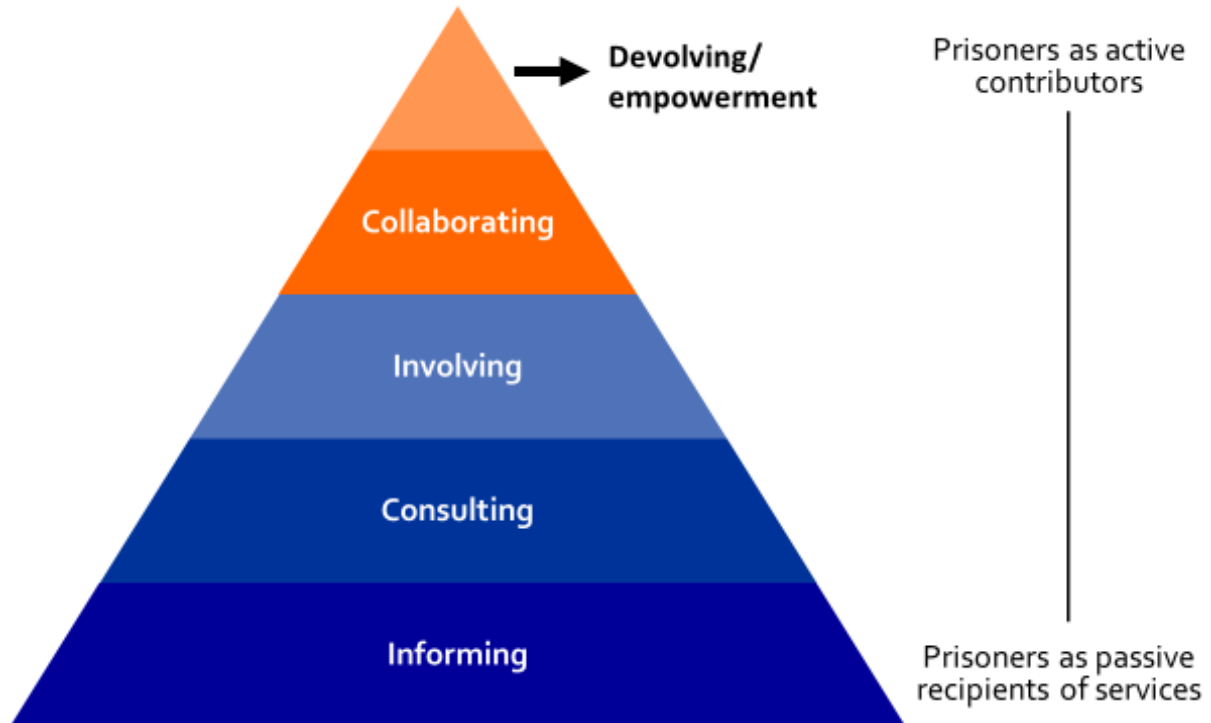 Devolving/
empowerment
Prisoners as active
contributors
Collaborating
Involving
Consulting
Informing
Prisoners as passive
recipients of services